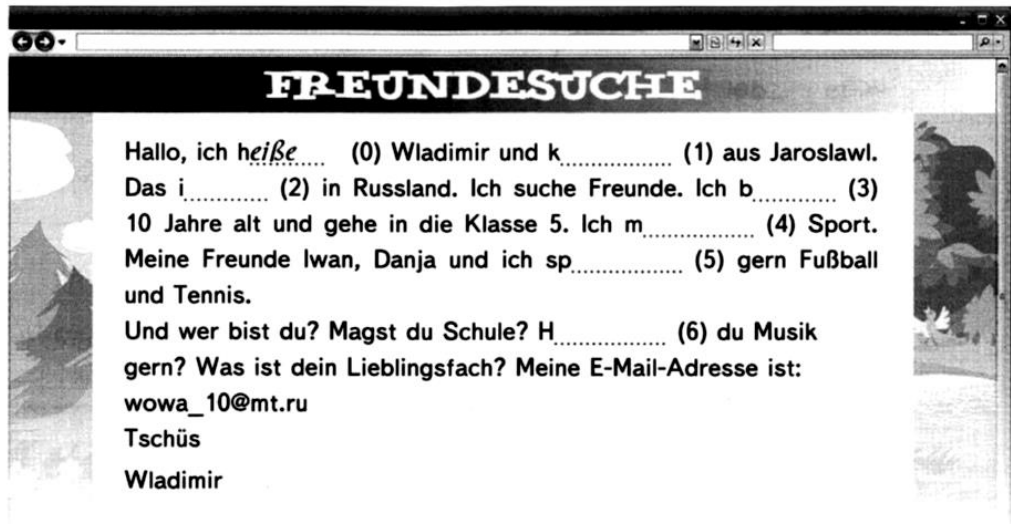 FREUNDESUCHE
Hallo, ich heiße (0) Wladimir und k................ (1) aus Jaroslawl.
Das i............ (2) in Russland. Ich suche Freunde. Ich b............ (3)
10 Jahre alt und gehe in die Klasse 5. Ich m................ (4) Sport.
Meine Freunde Iwan, Danja und ich sp................ (5) gern Fußball
und Tennis.
Und wer bist du? Magst du Schule? H................ (6) du Musik
gern? Was ist dein Lieblingsfach? Meine E-Mail-Adresse ist:
wowa_10@mt.ru
Tschüs
Wladimir